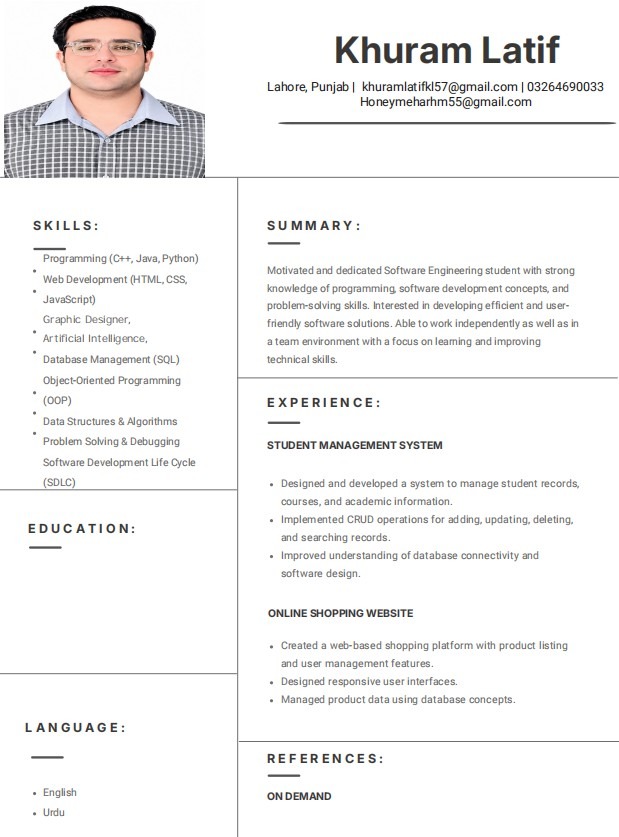 Khuram Latif
Lahore, Punjab | khuramlatifkl57@gmail.com | 03264690033
Honeymeharhm55@gmail.com
SKILLS:
Programming (C++, Java, Python)
Web Development (HTML, CSS,
JavaScript)
Graphic Designer,
Artificial Intelligence,
Database Management (SQL)
Object-Oriented Programming
(OOP)
Data Structures & Algorithms
Problem Solving & Debugging
Software Development Life Cycle
(SDLC)
EDUCATION:
LANGUAGE:
• English
• Urdu
SUMMARY:
Motivated and dedicated Software Engineering student with strong
knowledge of programming, software development concepts, and
problem-solving skills. Interested in developing efficient and user-
friendly software solutions. Able to work independently as well as in
a team environment with a focus on learning and improving
technical skills.
EXPERIENCE:
STUDENT MANAGEMENT SYSTEM
• Designed and developed a system to manage student records,
courses, and academic information.
• Implemented CRUD operations for adding, updating, deleting,
and searching records.
• Improved understanding of database connectivity and
software design.
ONLINE SHOPPING WEBSITE
• Created a web-based shopping platform with product listing
and user management features.
• Designed responsive user interfaces.
• Managed product data using database concepts.
REFERENCES:
ON DEMAND